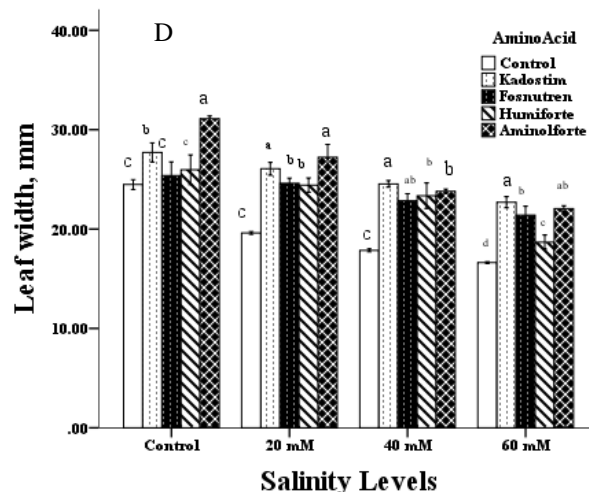 D
AminoAcid
Control
Kadostim
Fosnutren
Humiforte
Aminolforte
40.00
30.00
20.00
10.00
.00
Leaf width, mm
c b c c a
c a b b a
c a ab b b
d a b c ab
Control 20 mM 40 mM 60 mM
Salinity Levels